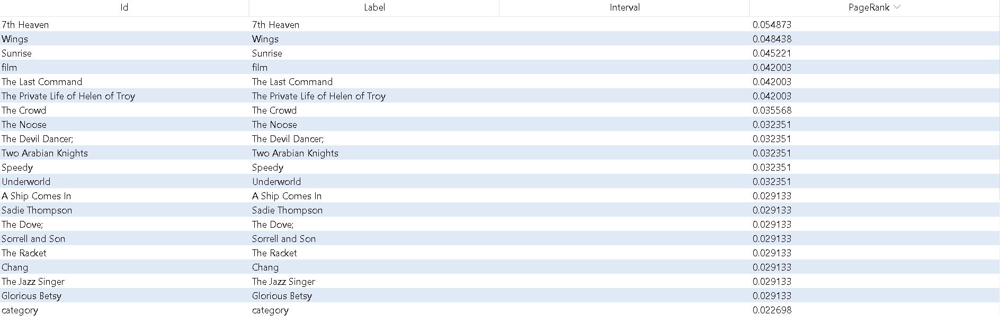 Id Label Interval PageRank
7th Heaven 7th Heaven 0.054873
Wings Wings 0.048438
Sunrise Sunrise 0.045221
film film 0.042003
The Last Command The Last Command 0.042003
The Private Life of Helen of Troy The Private Life of Helen of Troy 0.042003
The Crowd The Crowd 0.035568
The Noose The Noose 0.032351
The Devil Dancer; The Devil Dancer; 0.032351
Two Arabian Knights Two Arabian Knights 0.032351
Speedy Speedy 0.032351
Underworld Underworld 0.032351
A Ship Comes In A Ship Comes In 0.029133
Sadie Thompson Sadie Thompson 0.029133
The Dove; The Dove; 0.029133
Sorrell and Son Sorrell and Son 0.029133
The Racket The Racket 0.029133
Chang Chang 0.029133
The Jazz Singer The Jazz Singer 0.029133
Glorious Betsy Glorious Betsy 0.029133
category category 0.022698